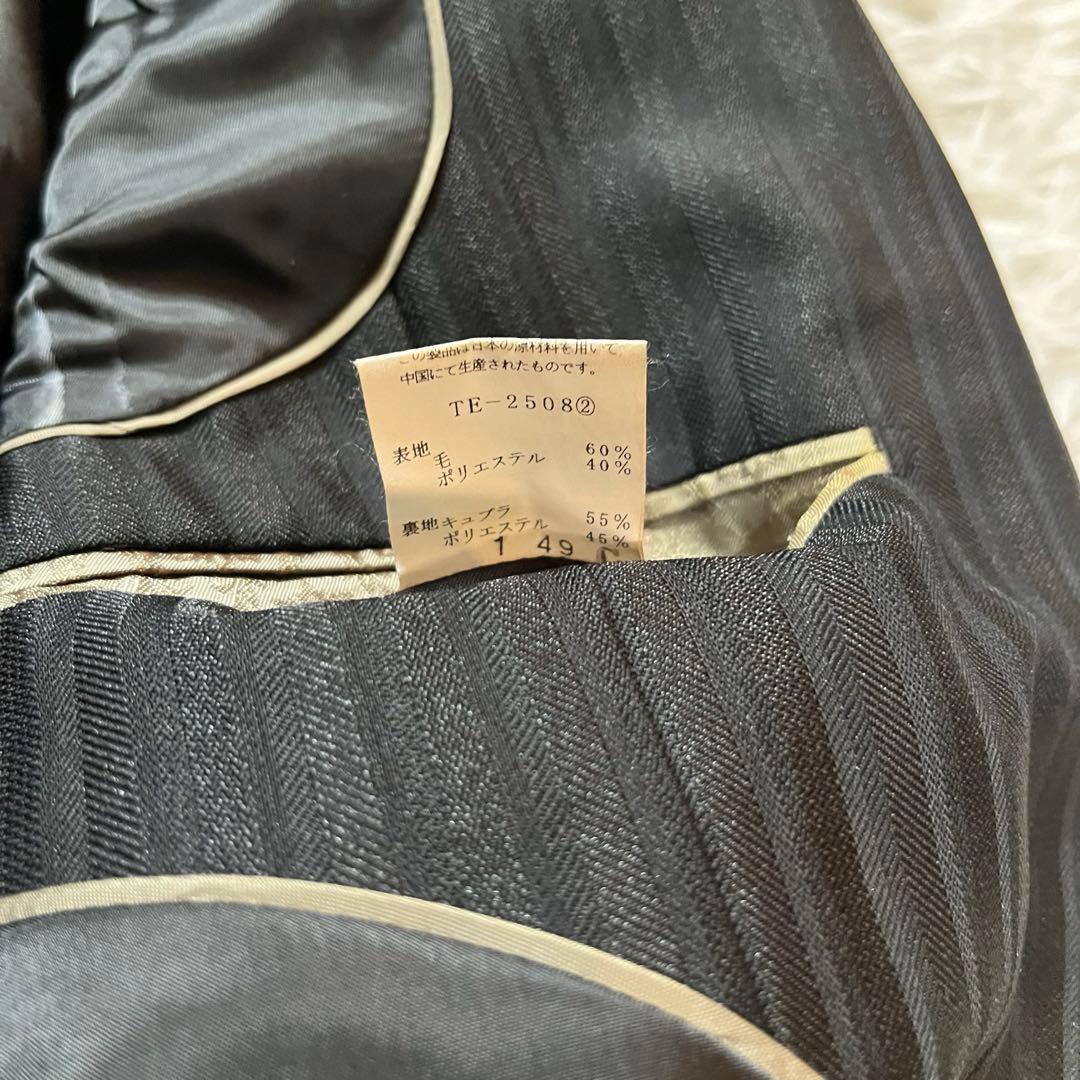 この製品は日本の原材料を用いて、
中国にて生産されたものです。
TE-2508②
表地 毛 60%
ポリエステル 40%
裏地 キュプラ 55%
ポリエステル 45%
1 49